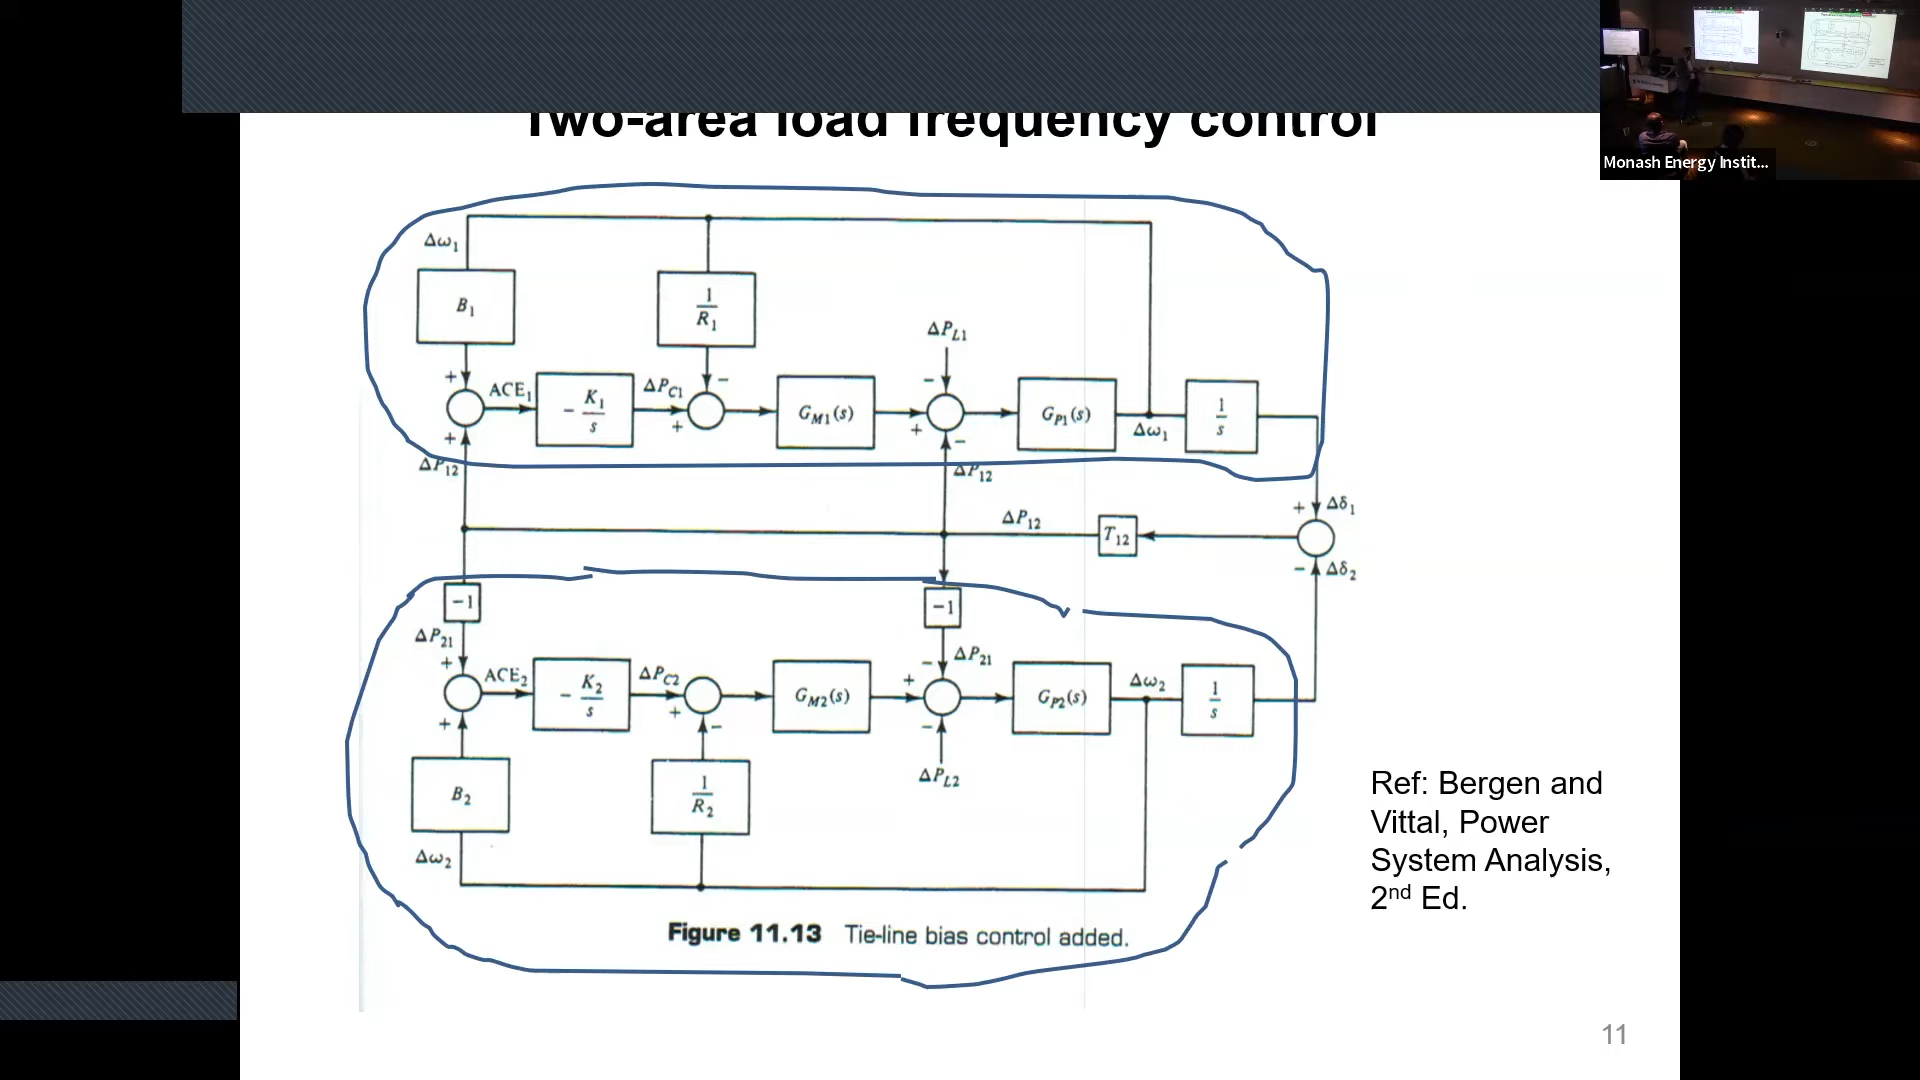 Two-area load frequency control
Monash Energy Instit...
Δω₁
B₁
1
R₁
ΔP_L1
+
ACE₁
- K₁
s
ΔP_C1
-
+
G_M1(s)
-
+
-
G_P1(s)
Δω₁
1
s
+
ΔP₁₂
ΔP₁₂
+ Δδ₁
ΔP₁₂
T₁₂
- Δδ₂
-1
-1
ΔP₂₁
ΔP₂₁
+
ACE₂
- K₂
s
ΔP_C2
+
-
G_M2(s)
+
-
-
G_P2(s)
Δω₂
1
s
+
ΔP_L2
B₂
1
R₂
Δω₂
Figure 11.13 Tie-line bias control added.
Ref: Bergen and
Vittal, Power
System Analysis,
2nd Ed.
11